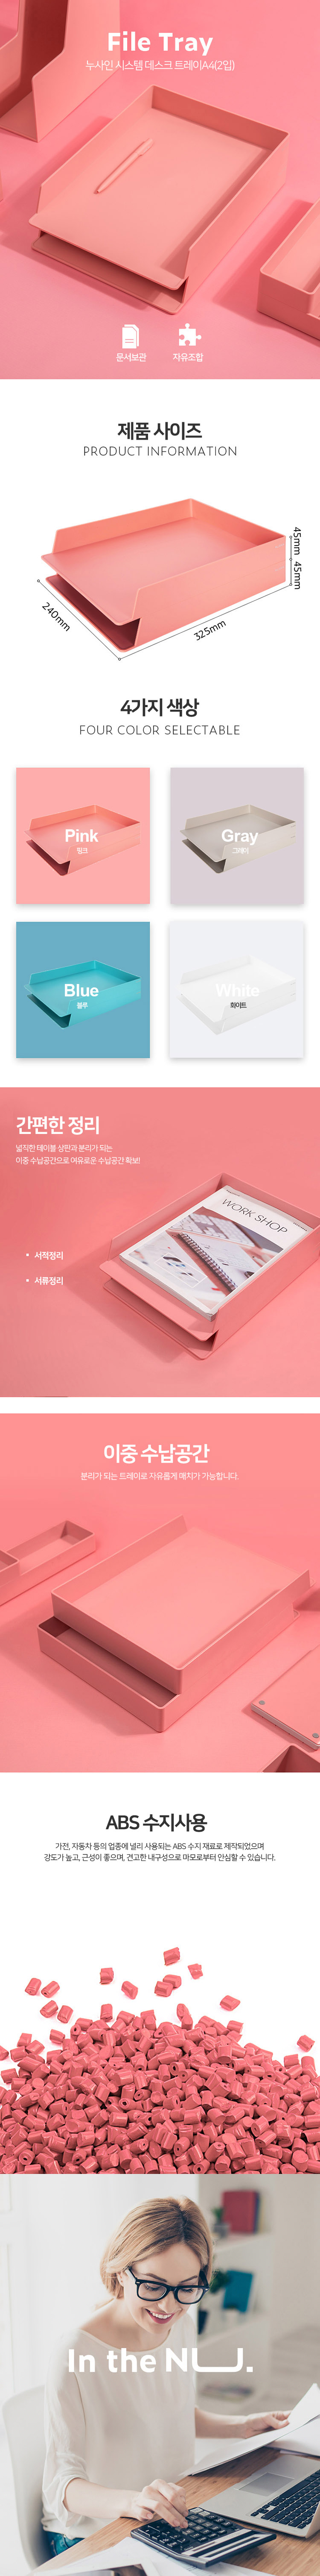 File Tray
누사인 시스템 데스크 트레이A4(2입)
문서보관
자유조합
제품 사이즈
PRODUCT INFORMATION
45mm
45mm
240mm
325mm
4가지 색상
FOUR COLOR SELECTABLE
Pink
핑크
Gray
그레이
Blue
블루
White
화이트
간편한 정리
넓직한 테이블 상판과 분리가 되는
이중 수납공간으로 여유로운 수납공간 확보!
WORK SHOP
• 서적정리
• 서류정리
이중 수납공간
분리가 되는 트레이로 자유롭게 매치가 가능합니다.
ABS 수지사용
가전, 자동차 등의 업종에 널리 사용되는 ABS 수지 재료로 제작되었으며
강도가 높고, 근성이 좋으며, 견고한 내구성으로 마모로부터 안심할 수 있습니다.
In the NU.